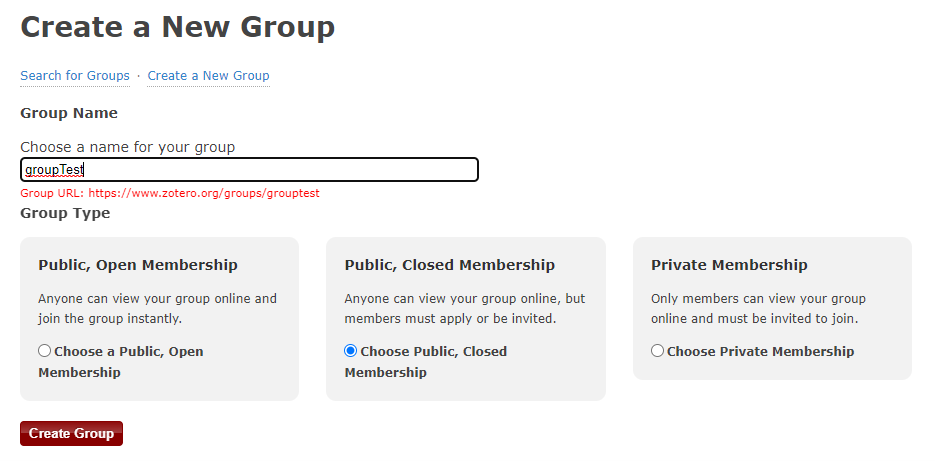 Create a New Group
Search for Groups · Create a New Group
Group Name
Choose a name for your group
groupTest
Group URL: https://www.zotero.org/groups/grouptest
Group Type
Public, Open Membership
Anyone can view your group online and
join the group instantly.
Choose a Public, Open
Membership
Public, Closed Membership
Anyone can view your group online, but
members must apply or be invited.
Choose Public, Closed
Membership
Private Membership
Only members can view your group
online and must be invited to join.
Choose Private Membership
Create Group